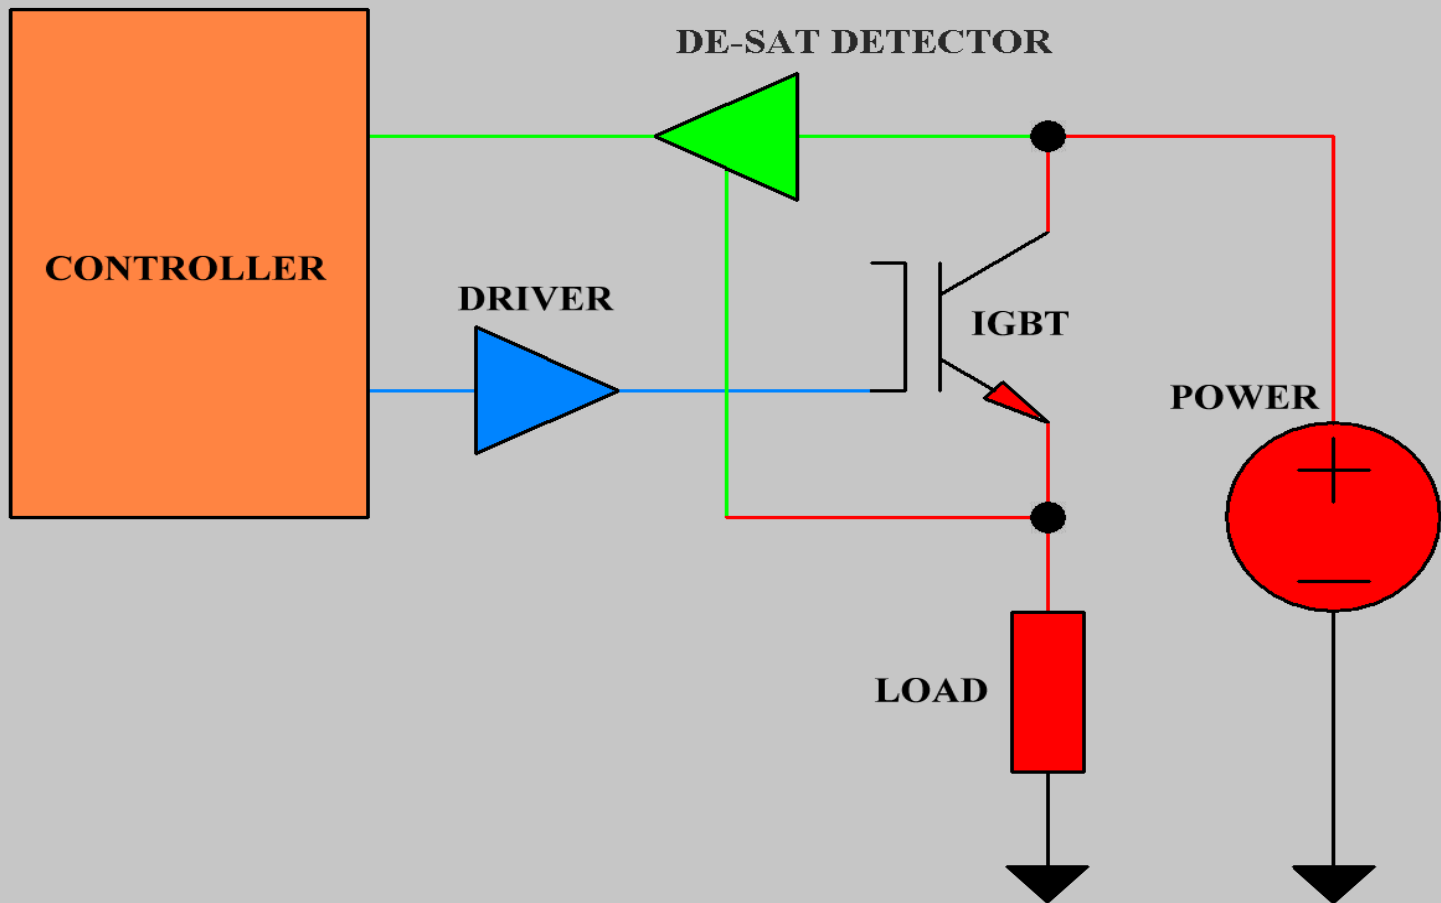 DE-SAT DETECTOR
CONTROLLER
DRIVER
IGBT
POWER
LOAD